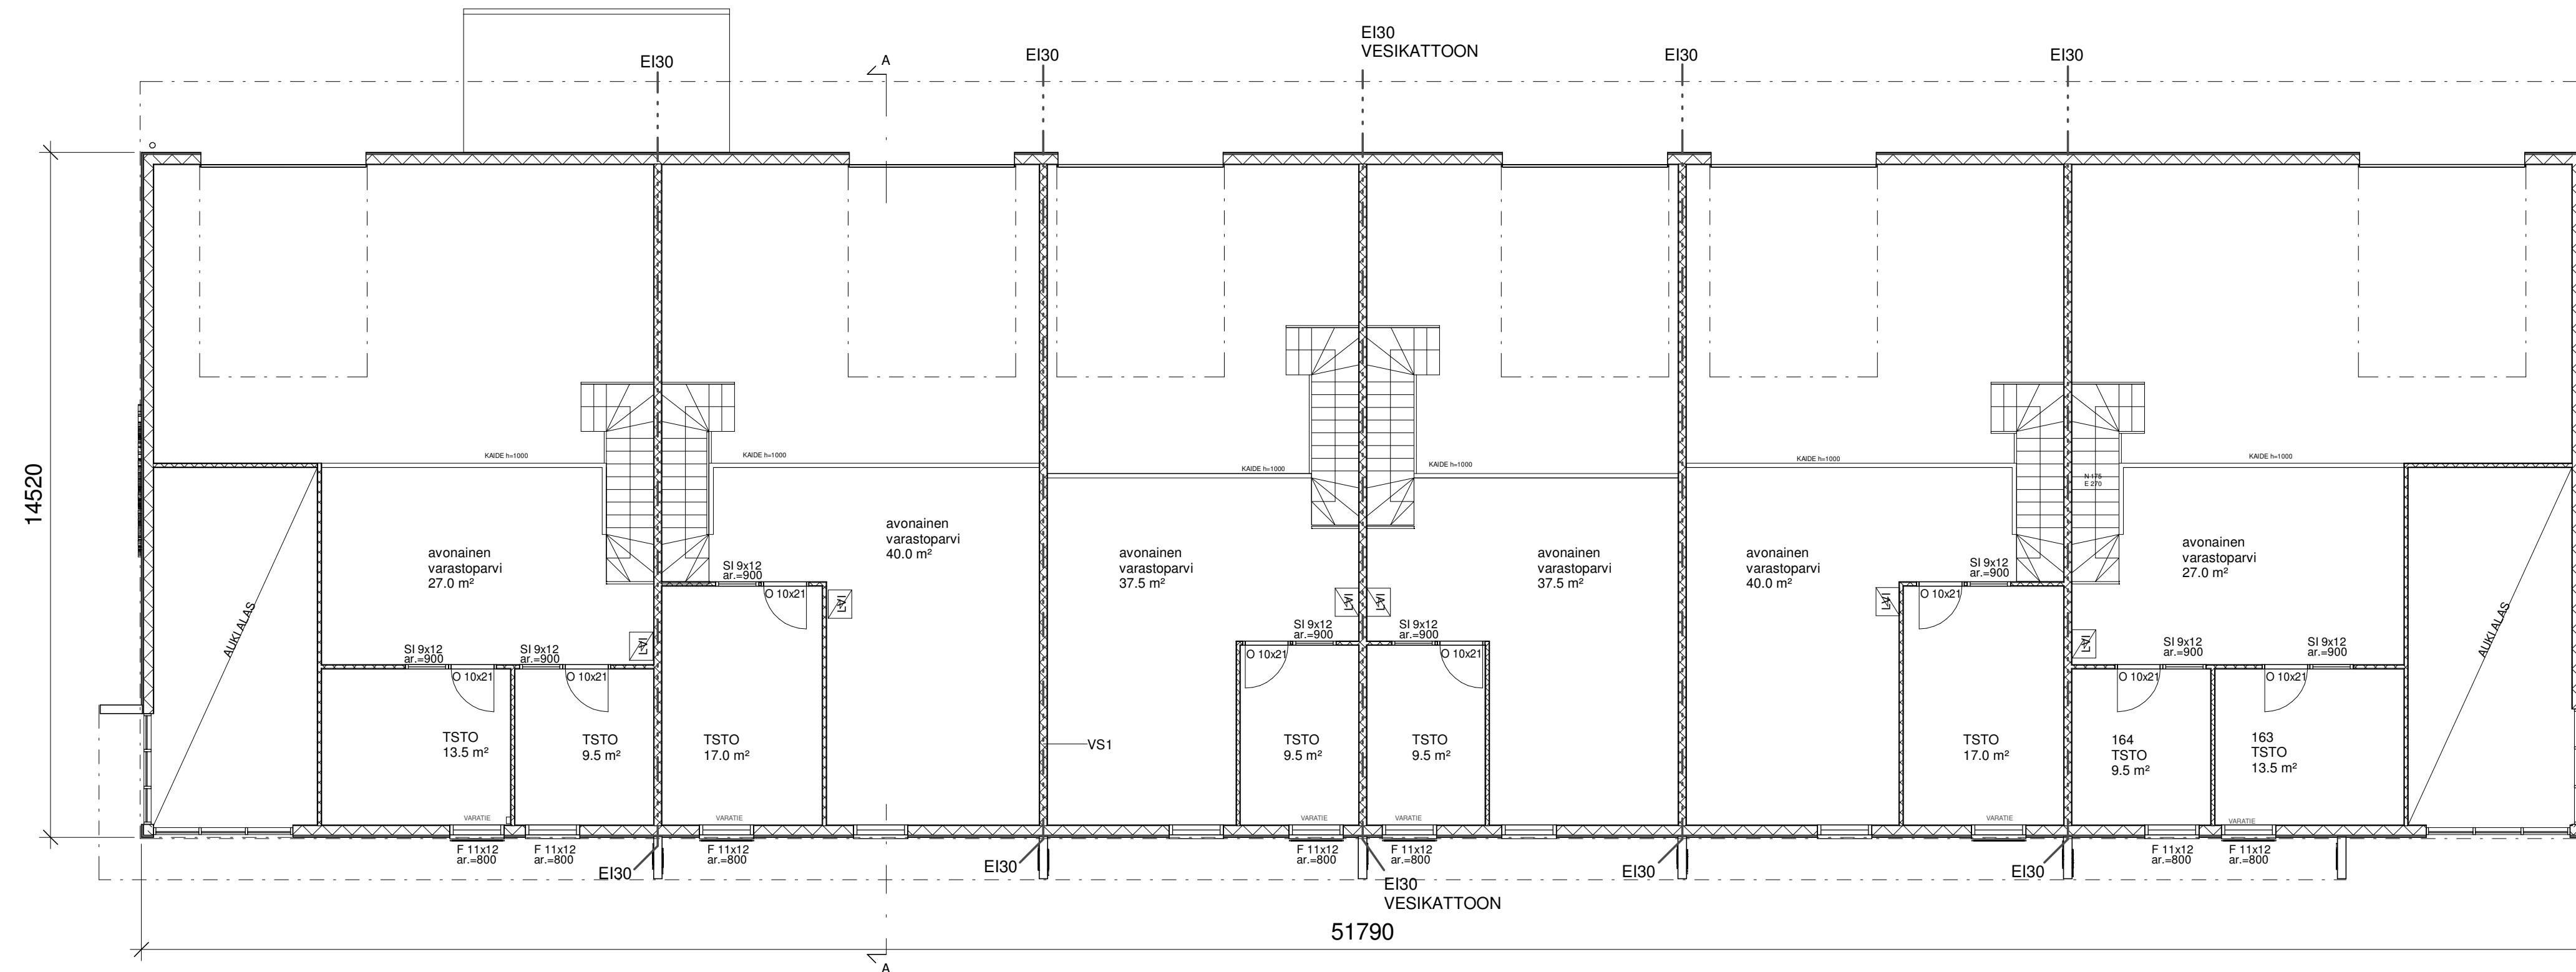 EI30
VESIKATTOON
EI30
A
EI30
EI30
EI30
14520
KAIDE h=1000
KAIDE h=1000
KAIDE h=1000
KAIDE h=1000
KAIDE h=1000
KAIDE h=1000
N 175
E 270
AUKI ALAS
avonainen
varastoparvi
27.0 m²
avonainen
varastoparvi
40.0 m²
avonainen
varastoparvi
37.5 m²
avonainen
varastoparvi
37.5 m²
avonainen
varastoparvi
40.0 m²
avonainen
varastoparvi
27.0 m²
AUKI ALAS
SI 9x12
ar.=900
O 10x21
SI 9x12
ar.=900
O 10x21
SI 9x12
ar.=900
O 10x21
SI 9x12
ar.=900
O 10x21
SI 9x12
ar.=900
O 10x21
SI 9x12
ar.=900
O 10x21
SI 9x12
ar.=900
O 10x21
SI 9x12
ar.=900
O 10x21
TSTO
13.5 m²
TSTO
9.5 m²
TSTO
17.0 m²
VS1
TSTO
9.5 m²
TSTO
9.5 m²
TSTO
17.0 m²
164
TSTO
9.5 m²
163
TSTO
13.5 m²
VARATIE
VARATIE
VARATIE
VARATIE
VARATIE
VARATIE
F 11x12
ar.=800
F 11x12
ar.=800
F 11x12
ar.=800
F 11x12
ar.=800
F 11x12
ar.=800
F 11x12
ar.=800
F 11x12
ar.=800
EI30
EI30
EI30
VESIKATTOON
EI30
EI30
51790
A